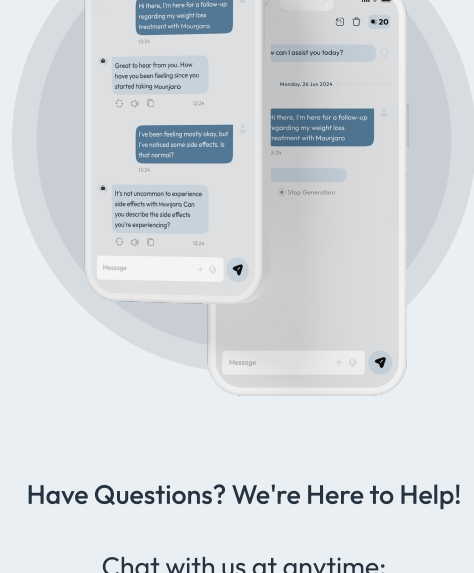 Hi there, I'm here for a follow-up
regarding my weight loss
treatment with Mounjaro
12:24
Great to hear from you. How
have you been feeling since you
started taking Mounjaro
12:24
I've been feeling mostly okay, but
I've noticed some side effects. Is
that normal?
12:24
It's not uncommon to experience
side effects with Mounjaro. Can
you describe the side effects
you're experiencing?
12:24
Message
20
can I assist you today?
Monday, 26 Jun 2024
Hi there, I'm here for a follow-up
regarding my weight loss
treatment with Mounjaro
2:24
Stop Generation
Message
Have Questions? We're Here to Help!
Chat with us at anytime: